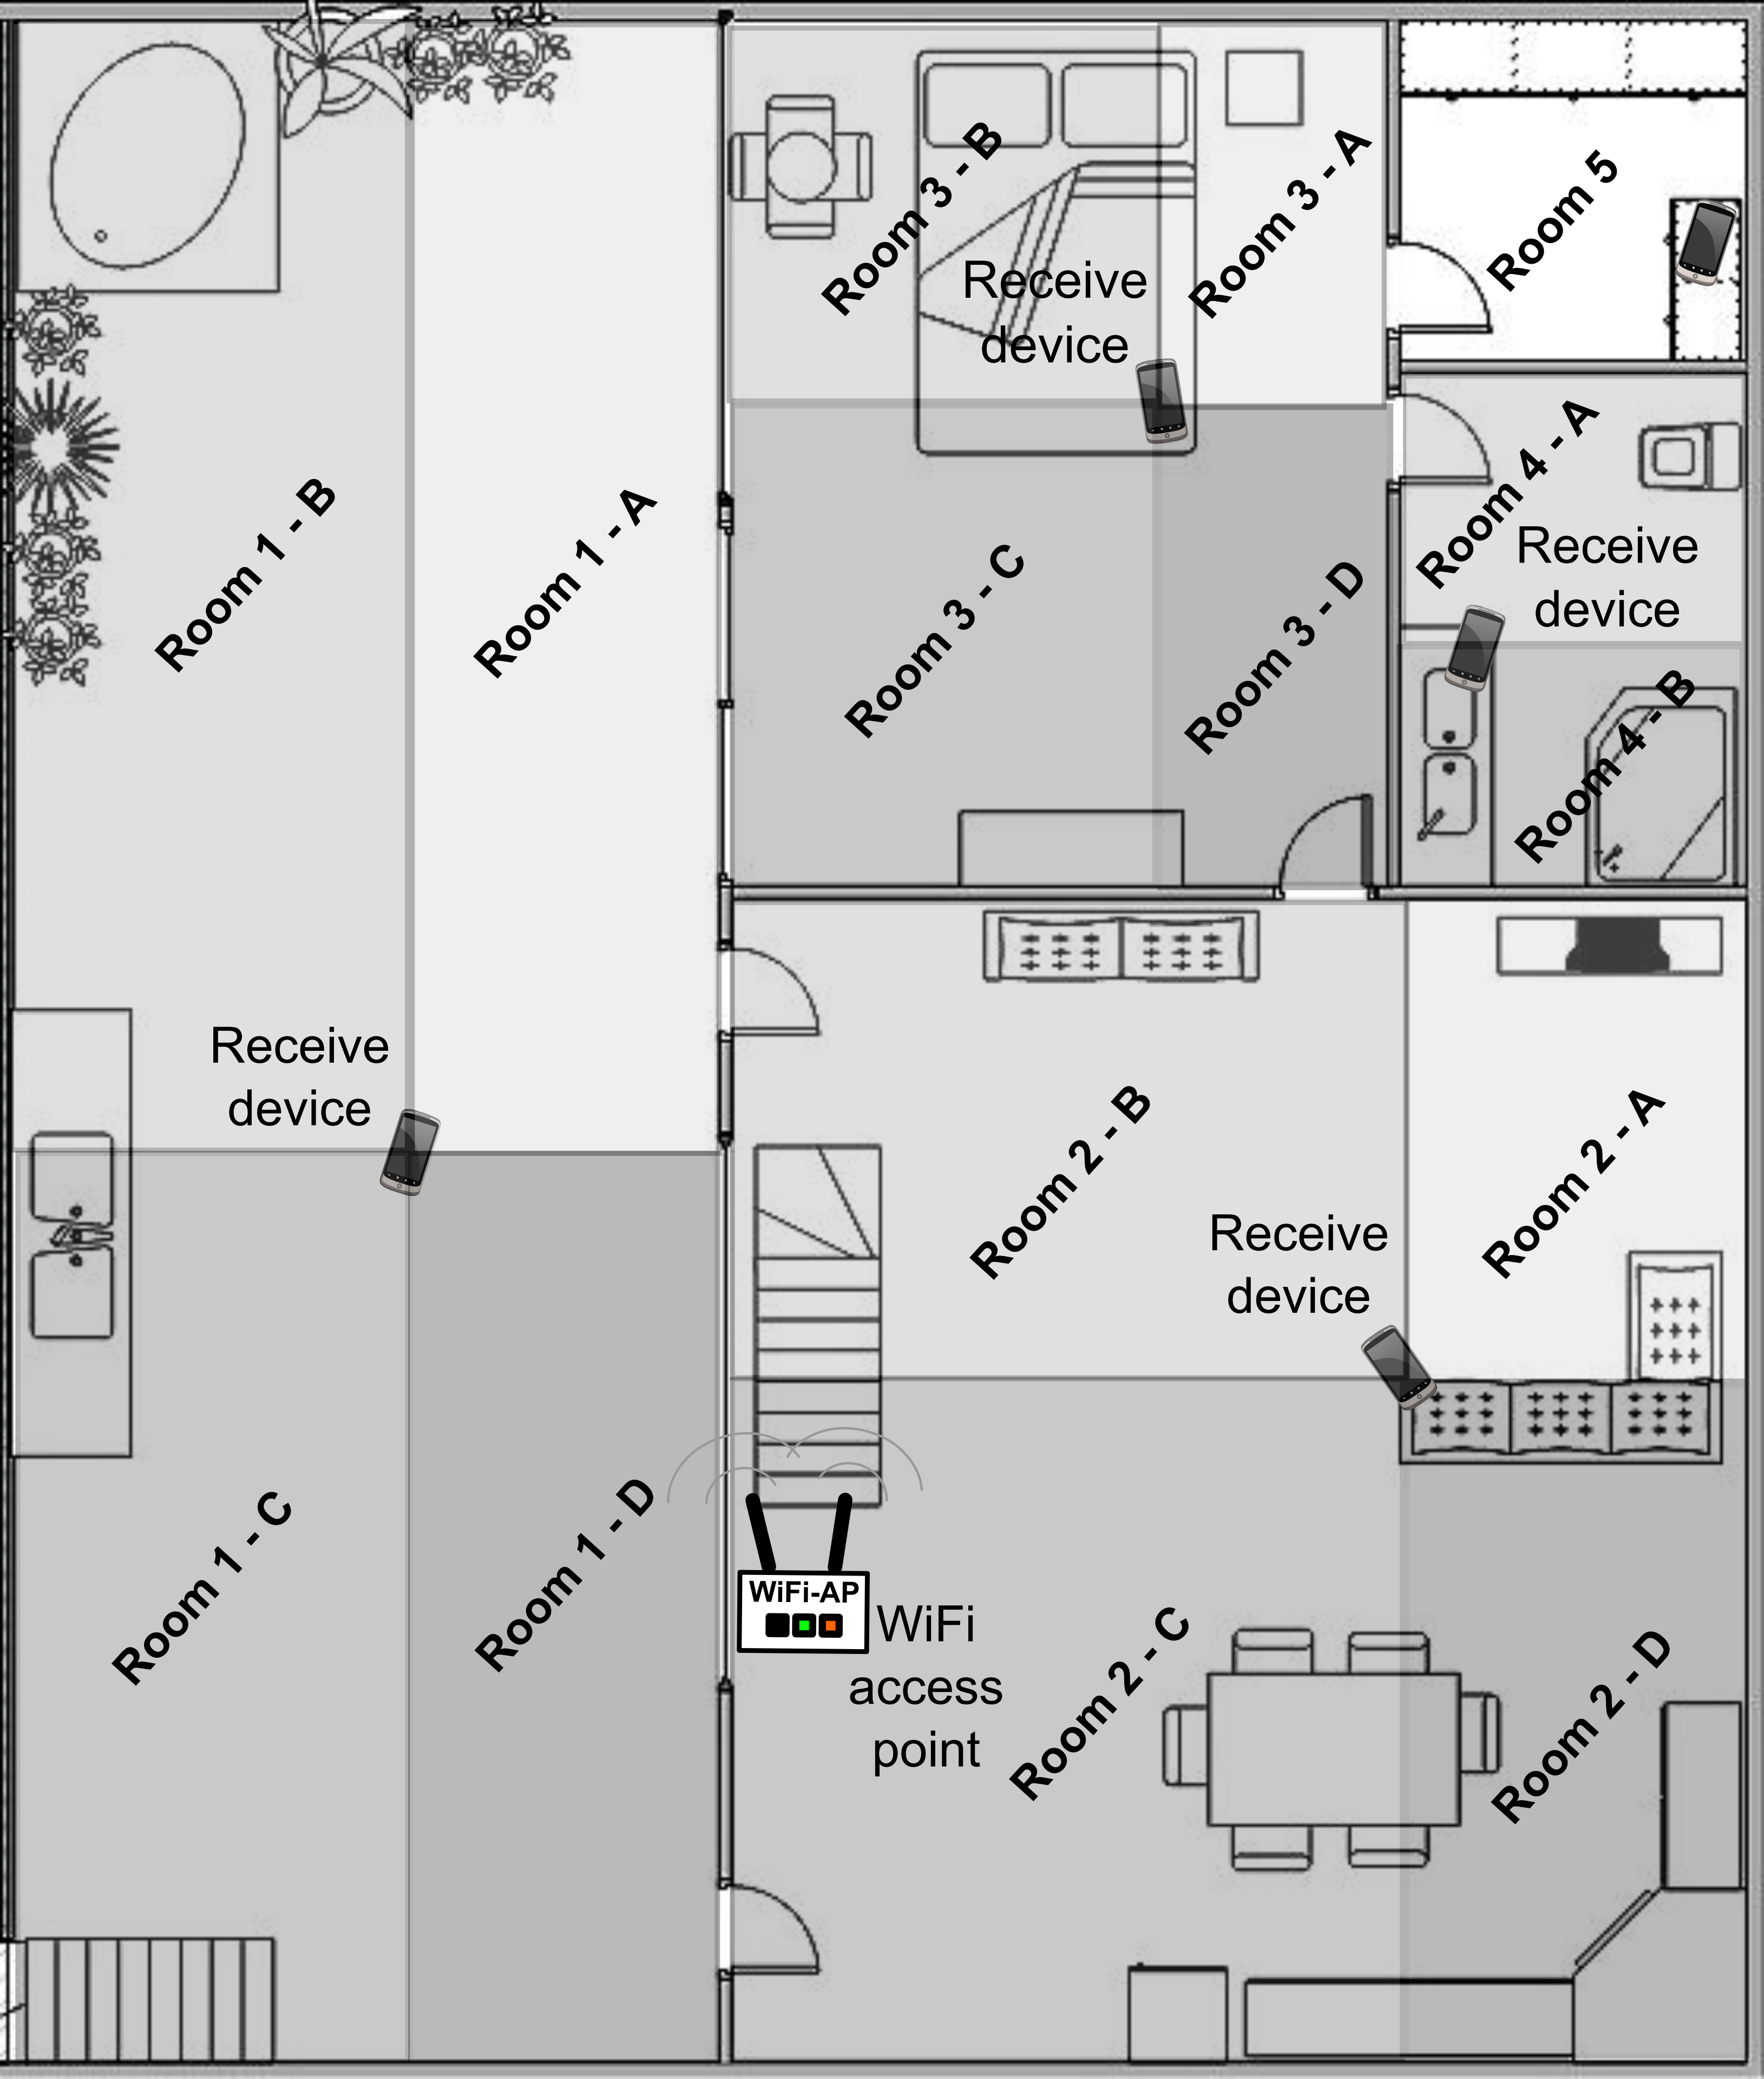 Room 3 - B
Room 3 - A
Room 5
Receive
device
Room 4 - A
Receive
device
Room 1 - B
Room 1 - A
Room 3 - C
Room 3 - D
Room 4 - B
Receive
device
Room 2 - B
Room 2 - A
Receive
device
Room 1 - C
Room 1 - D
WiFi-AP
WiFi
access
point
Room 2 - C
Room 2 - D